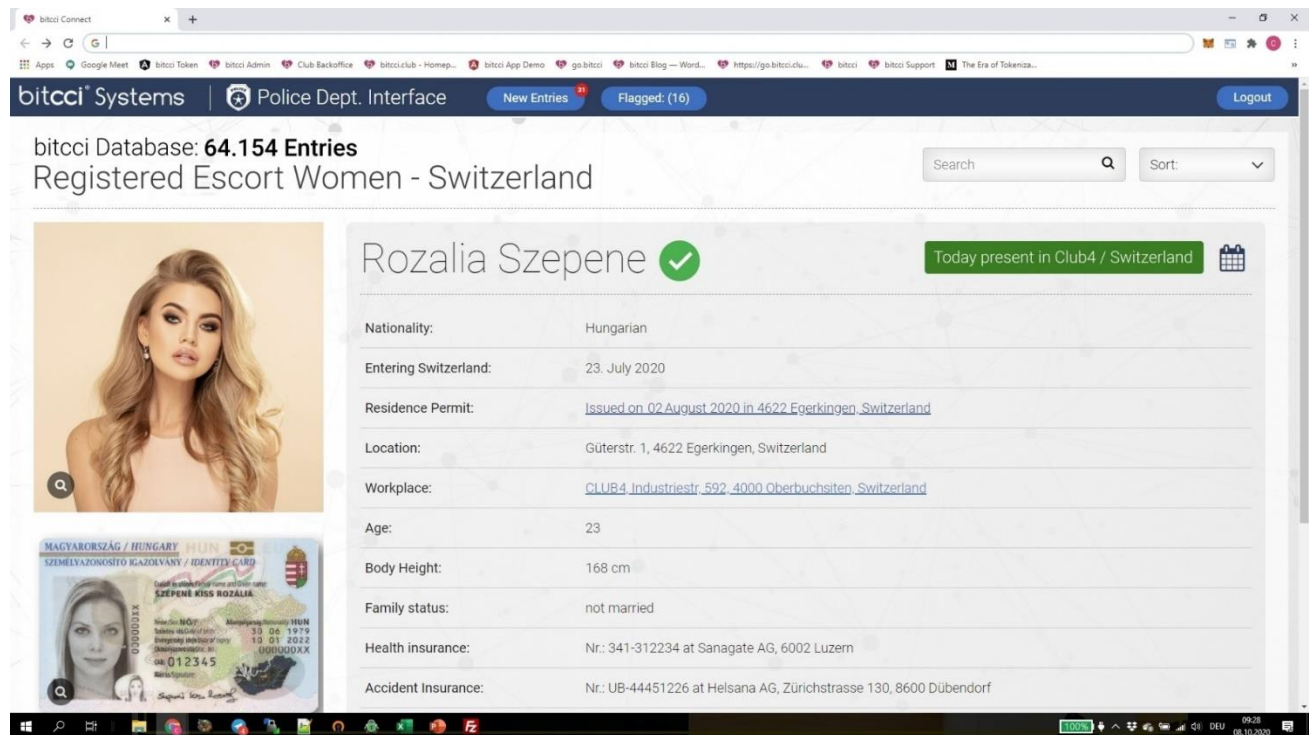 bitcci Connect
G
Apps Google Meet bitcci Token bitcci Admin Club Backoffice bitcci.club - Homep... bitcci App Demo go.bitcci bitcci Blog — Word... https://go.bitcci.clu... bitcci bitcci Support The Era of Tokeniza...
bitcci° Systems | Police Dept. Interface New Entries 31 Flagged: (16) Logout
bitcci Database: 64.154 Entries
Registered Escort Women - Switzerland
Search Sort:
Rozalia Szepene
Today present in Club4 / Switzerland
Nationality: Hungarian
Entering Switzerland: 23. July 2020
Residence Permit: Issued on 02 August 2020 in 4622 Egerkingen, Switzerland
Location: Güterstr. 1, 4622 Egerkingen, Switzerland
Workplace: CLUB4, Industriestr, 592, 4000 Oberbuchsiten, Switzerland
Age: 23
Body Height: 168 cm
Family status: not married
Health insurance: Nr.: 341-312234 at Sanagate AG, 6002 Luzern
Accident Insurance: Nr.: UB-44451226 at Helsana AG, Zürichstrasse 130, 8600 Dübendorf
MAGYARORSZÁG / HUNGARY HUN
SZEMÉLYAZONOSÍTÓ IGAZOLVÁNY / IDENTITY CARD
SZÉPENÉ KISS ROZÁLIA
HUN
30 06 1979
10 01 2022
000000XX
012345
100% DEU 09:28
08.10.2020